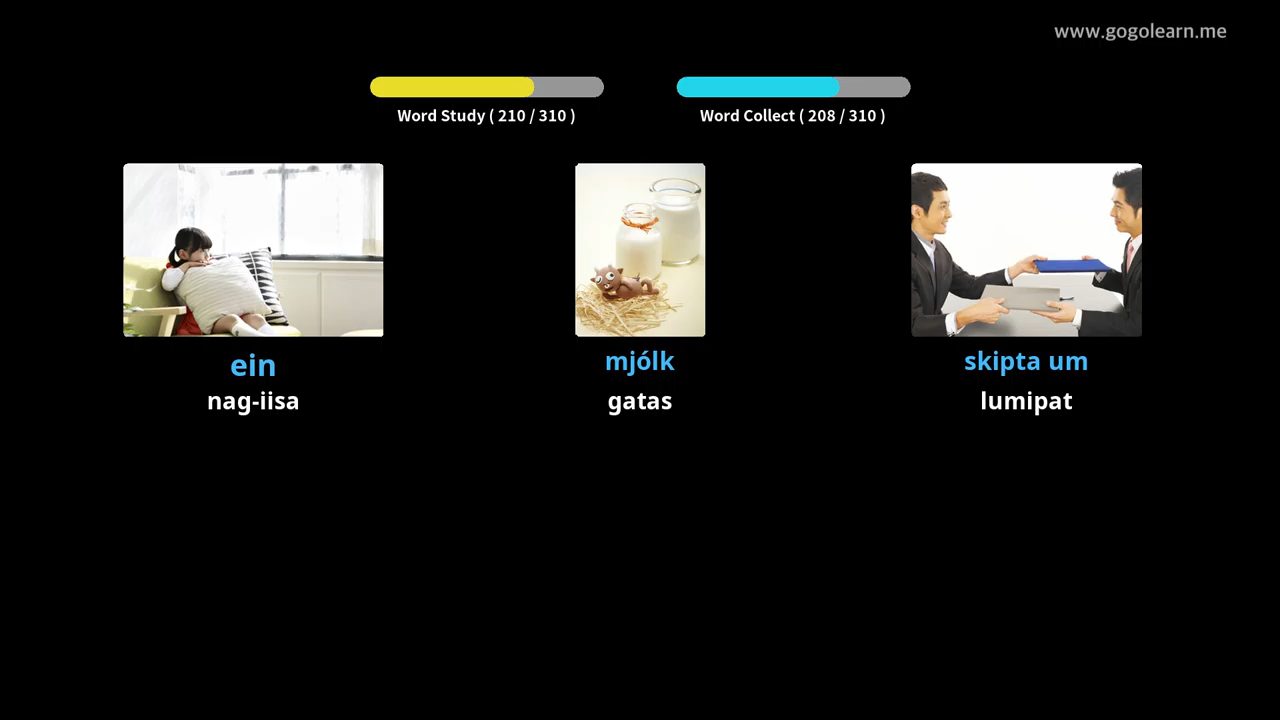 www.gogolearn.me
Word Study ( 210 / 310 )
Word Collect ( 208 / 310 )
ein
nag-iisa
mjólk
gatas
skipta um
lumipat